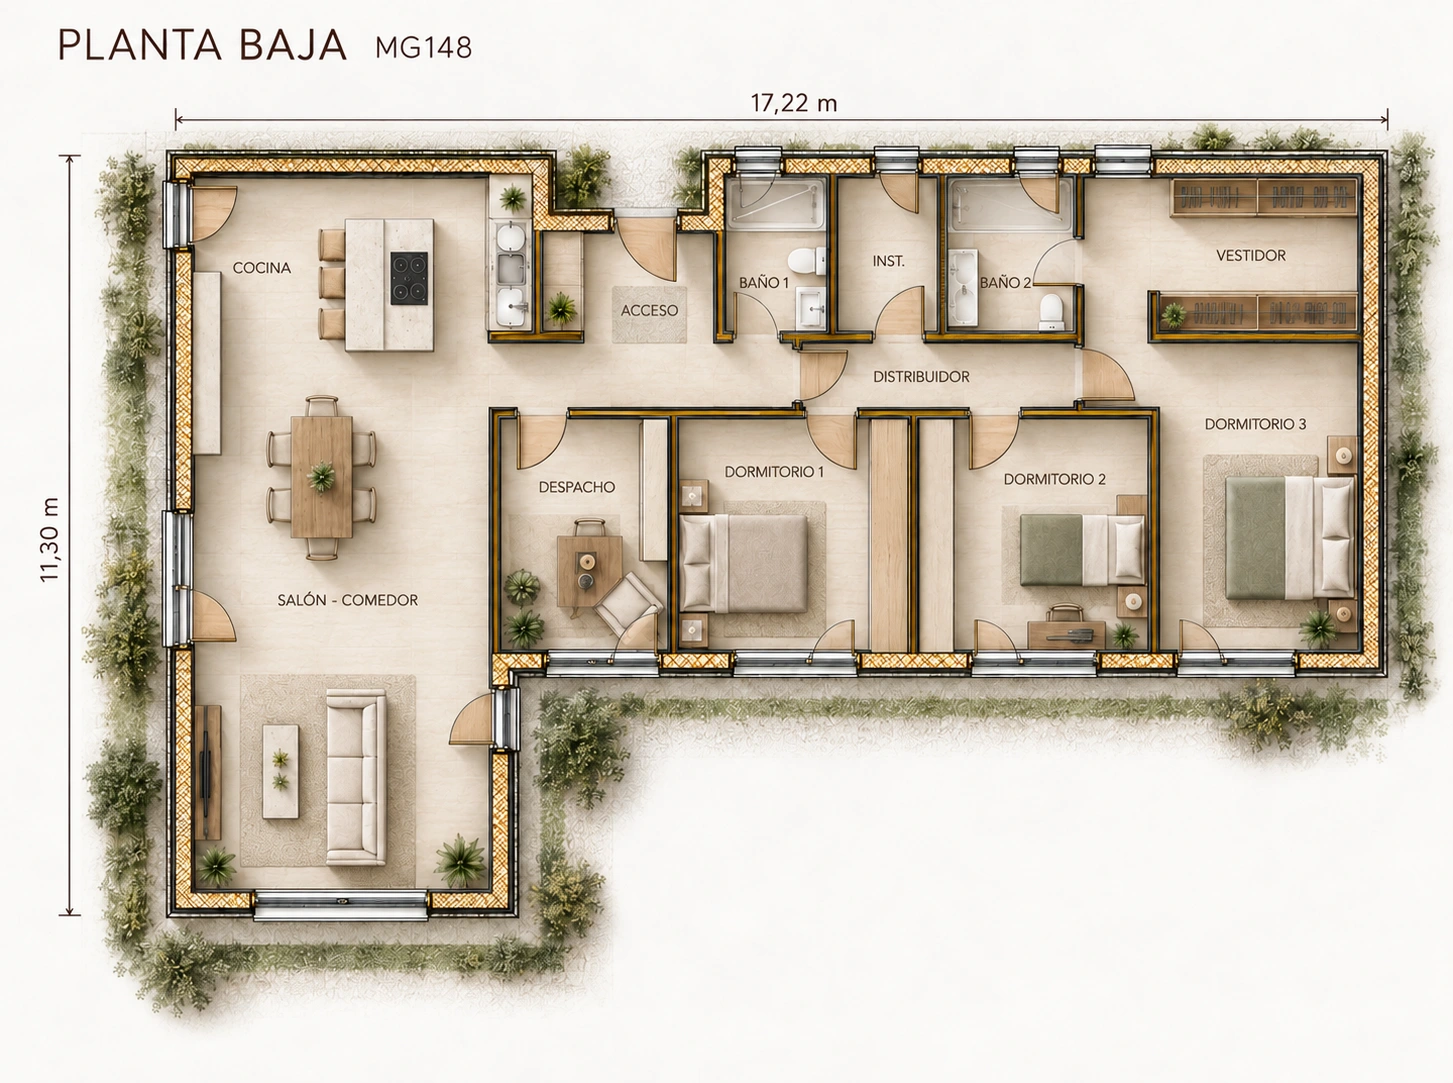 PLANTA BAJA MG148
17,22 m
COCINA
ACCESO
BAÑO 1
INST.
BAÑO 2
VESTIDOR
DISTRIBUIDOR
DORMITORIO 3
DORMITORIO 1
DORMITORIO 2
DESPACHO
11,30 m
SALÓN - COMEDOR